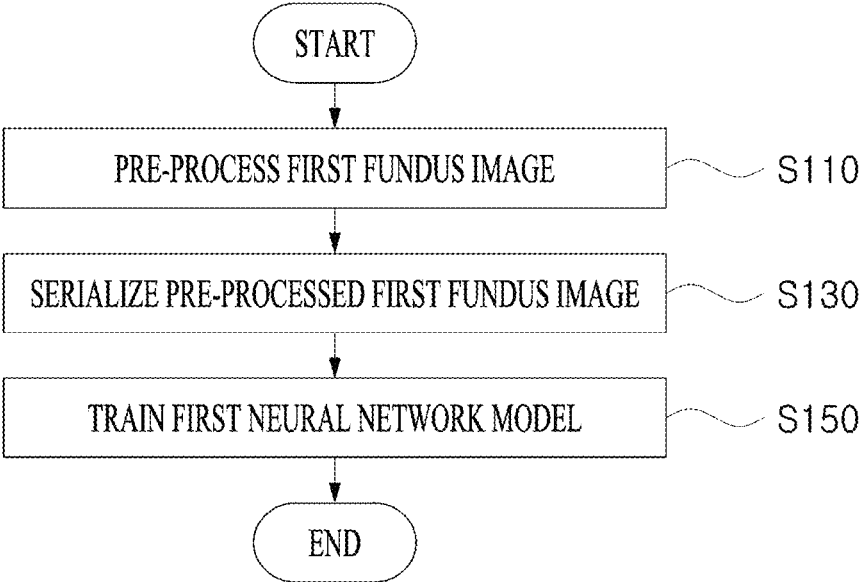 START
PRE-PROCESS FIRST FUNDUS IMAGE
S110
SERIALIZE PRE-PROCESSED FIRST FUNDUS IMAGE
S130
TRAIN FIRST NEURAL NETWORK MODEL
S150
END